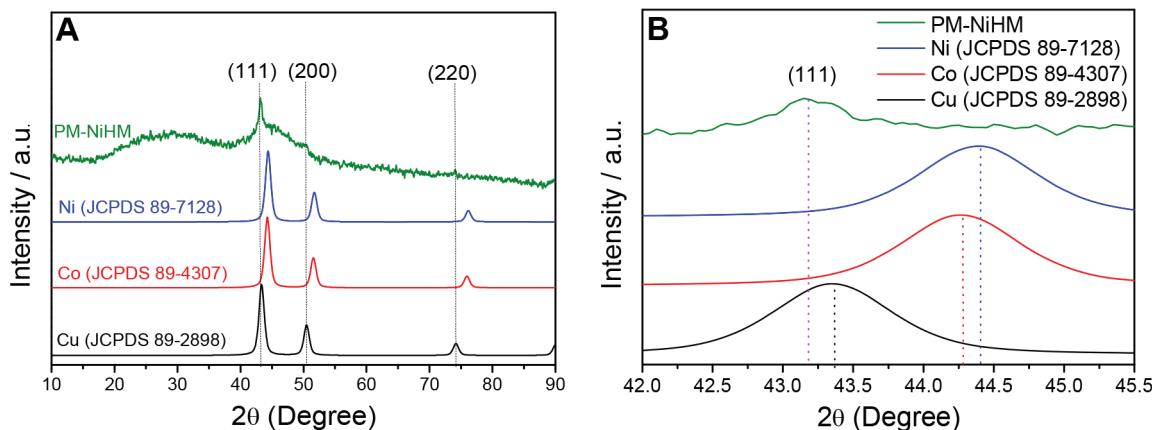 A
(111)
(200)
(220)
PM-NiHM
Ni (JCPDS 89-7128)
Co (JCPDS 89-4307)
Cu (JCPDS 89-2898)
Intensity / a.u.
10 20 30 40 50 60 70 80 90
2θ (Degree)
B
PM-NiHM
Ni (JCPDS 89-7128)
Co (JCPDS 89-4307)
Cu (JCPDS 89-2898)
(111)
Intensity / a.u.
42.0 42.5 43.0 43.5 44.0 44.5 45.0 45.5
2θ (Degree)